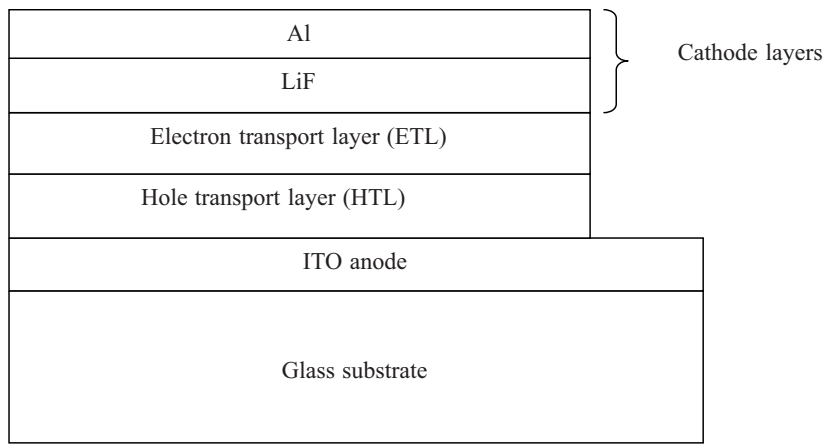 Al
Cathode layers
LiF
Electron transport layer (ETL)
Hole transport layer (HTL)
ITO anode
Glass substrate